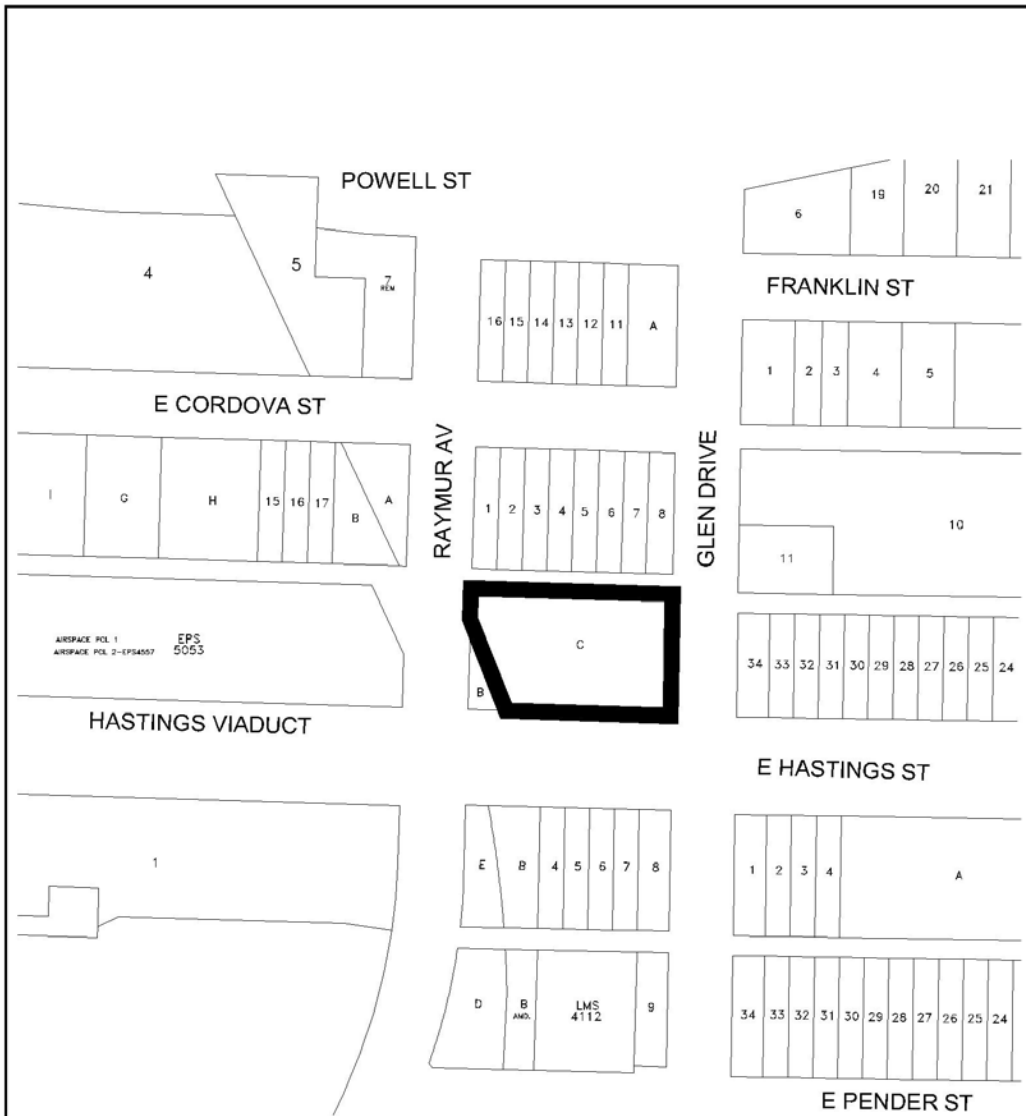 POWELL ST
6 19 20 21
4 5 7
REM
FRANKLIN ST
16 15 14 13 12 11 A
1 2 3 4 5
E CORDOVA ST
RAYMUR AV
GLEN DRIVE
I G H 15 16 17 B A
1 2 3 4 5 6 7 8
10
11
AIRSPACE PCL 1
AIRSPACE PCL 2-EPS4557
EPS
5053
C
B
34 33 32 31 30 29 28 27 26 25 24
HASTINGS VIADUCT
E HASTINGS ST
1
E B 4 5 6 7 8
1 2 3 4 A
D
B
AMD.
LMS
4112
9
34 33 32 31 30 29 28 27 26 25 24
E PENDER ST